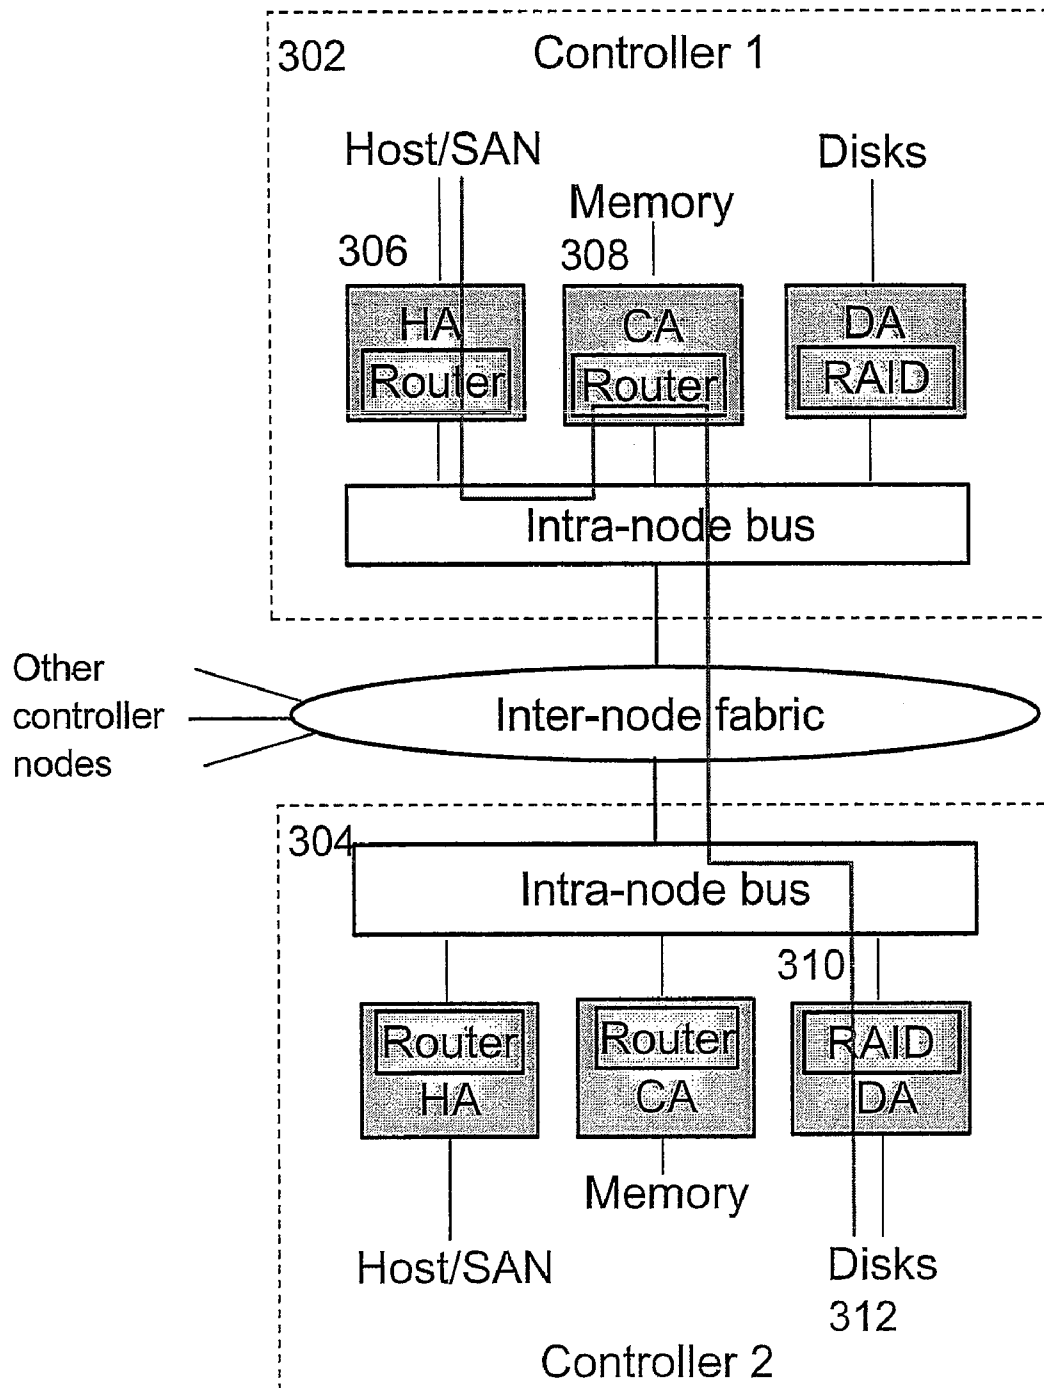 302
Controller 1
Host/SAN
Disks
Memory
306
308
HA
Router
CA
Router
DA
RAID
Intra-node bus
Other
controller
nodes
Inter-node fabric
304
Intra-node bus
310
Router
HA
Router
CA
RAID
DA
Memory
Host/SAN
Disks
312
Controller 2